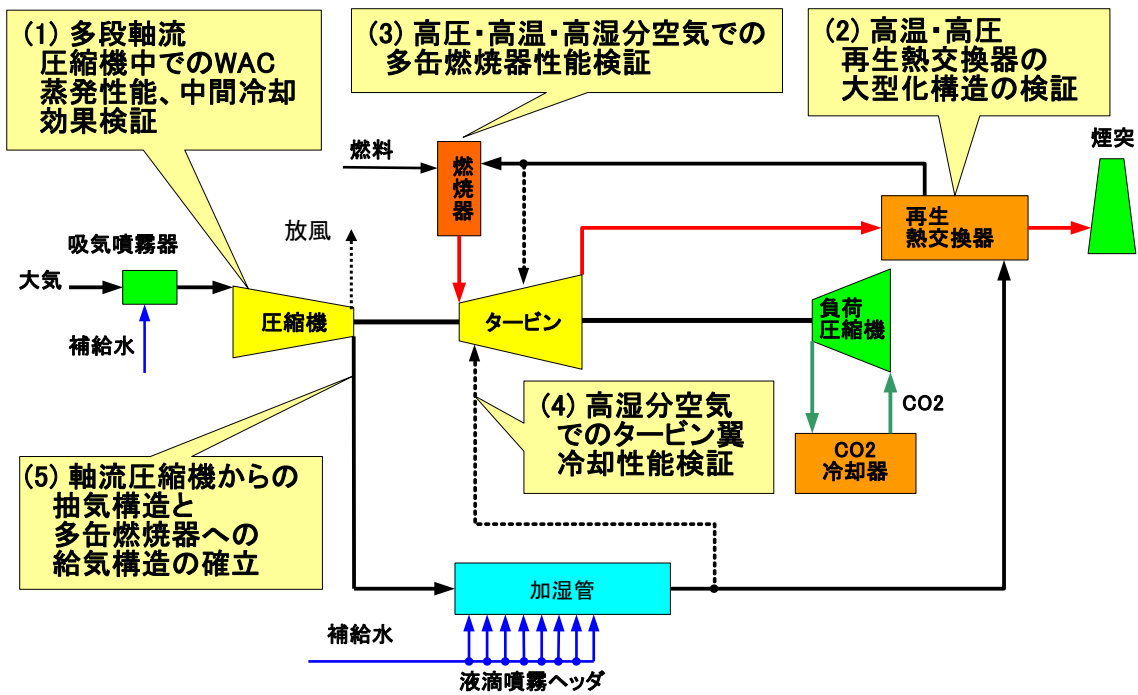 (1) 多段軸流
圧縮機中でのWAC
蒸発性能、中間冷却
効果検証
(3) 高圧・高温・高湿分空気での
多缶燃焼器性能検証
(2) 高温・高圧
再生熱交換器の
大型化構造の検証
煙突
燃料
燃
焼
器
放風
再生
熱交換器
吸気噴霧器
大気
圧縮機
タービン
負荷
圧縮機
補給水
CO2
(4) 高湿分空気
でのタービン翼
冷却性能検証
CO2
冷却器
(5) 軸流圧縮機からの
抽気構造と
多缶燃焼器への
給気構造の確立
加湿管
補給水
液滴噴霧ヘッダ